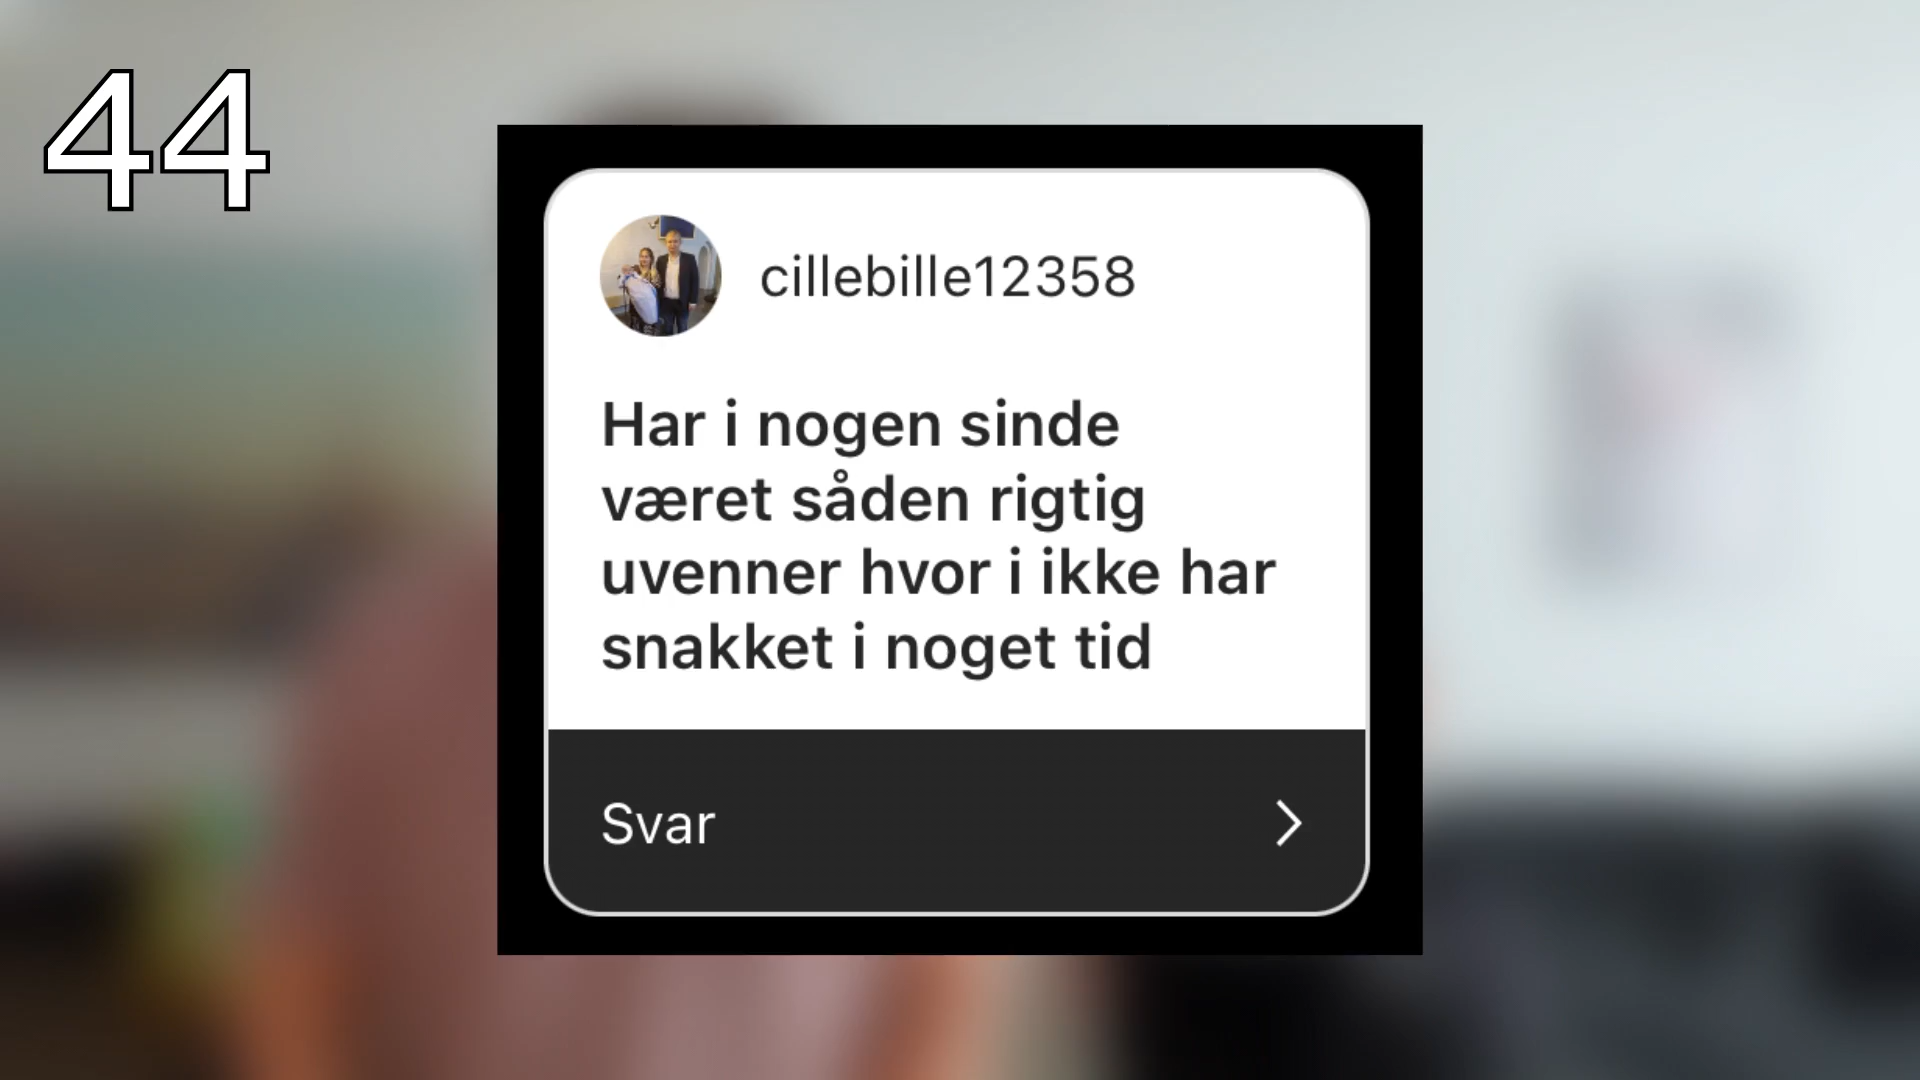 44
cillebille12358
Har i nogen sinde
været såden rigtig
uvenner hvor i ikke har
snakket i noget tid
Svar